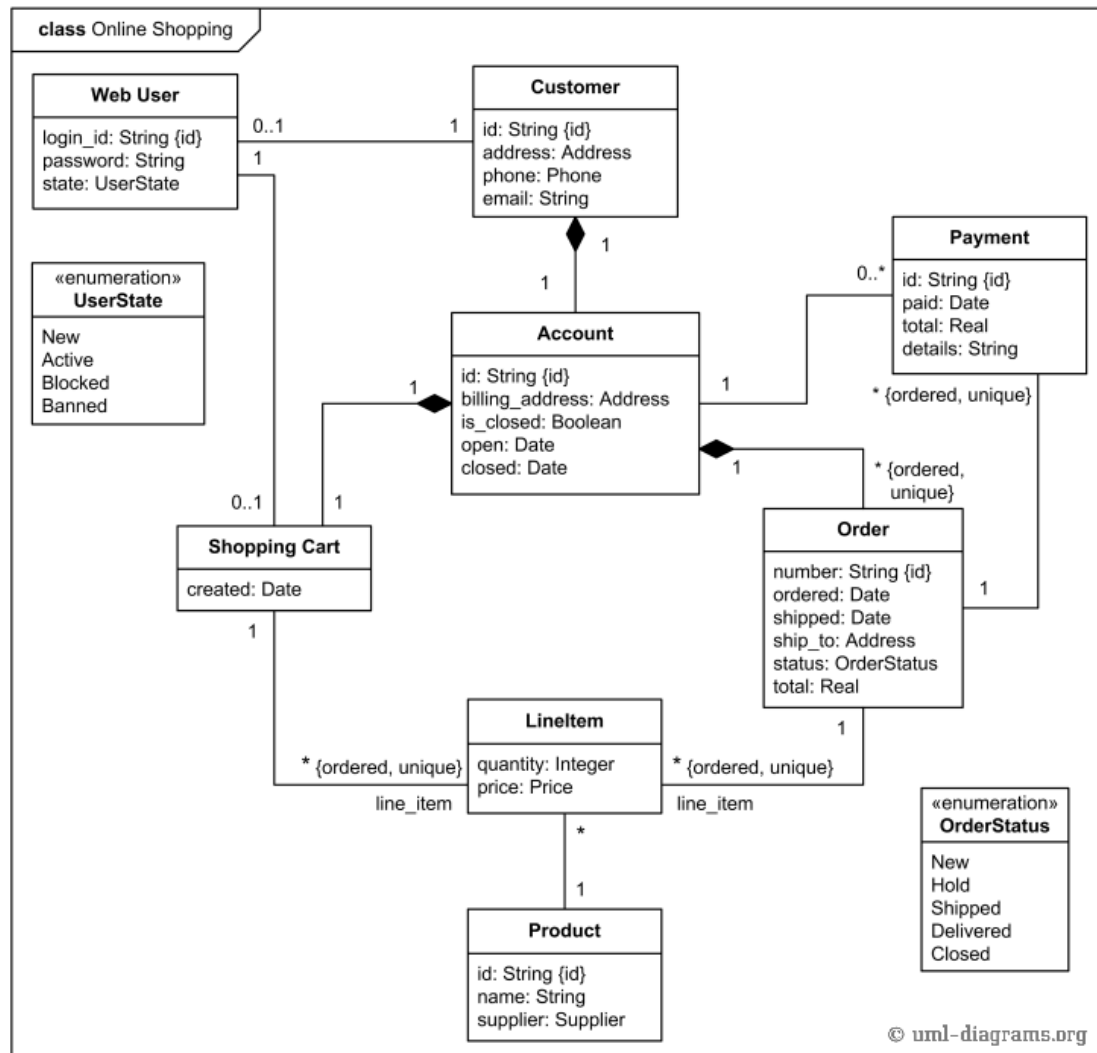 class Online Shopping
Web User
login_id: String {id}
password: String
state: UserState
0..1
1
1
Customer
id: String {id}
address: Address
phone: Phone
email: String
1
1
«enumeration»
UserState
New
Active
Blocked
Banned
Payment
id: String {id}
paid: Date
total: Real
details: String
0..*
1
* {ordered, unique}
Account
id: String {id}
billing_address: Address
is_closed: Boolean
open: Date
closed: Date
1
1
* {ordered,
unique}
0..1
1
Shopping Cart
created: Date
1
Order
number: String {id}
ordered: Date
shipped: Date
ship_to: Address
status: OrderStatus
total: Real
1
1
LineItem
quantity: Integer
price: Price
* {ordered, unique}
line_item
* {ordered, unique}
line_item
*
1
Product
id: String {id}
name: String
supplier: Supplier
«enumeration»
OrderStatus
New
Hold
Shipped
Delivered
Closed
© uml-diagrams.org